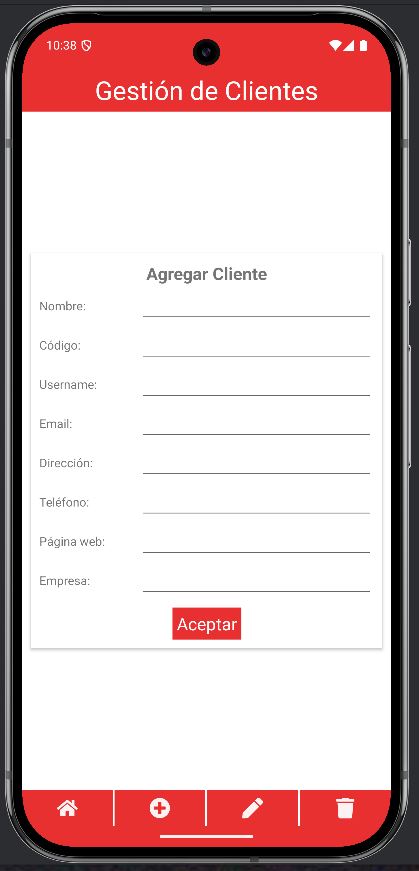 10:38
Gestión de Clientes
Agregar Cliente
Nombre:
Código:
Username:
Email:
Dirección:
Teléfono:
Página web:
Empresa:
Aceptar